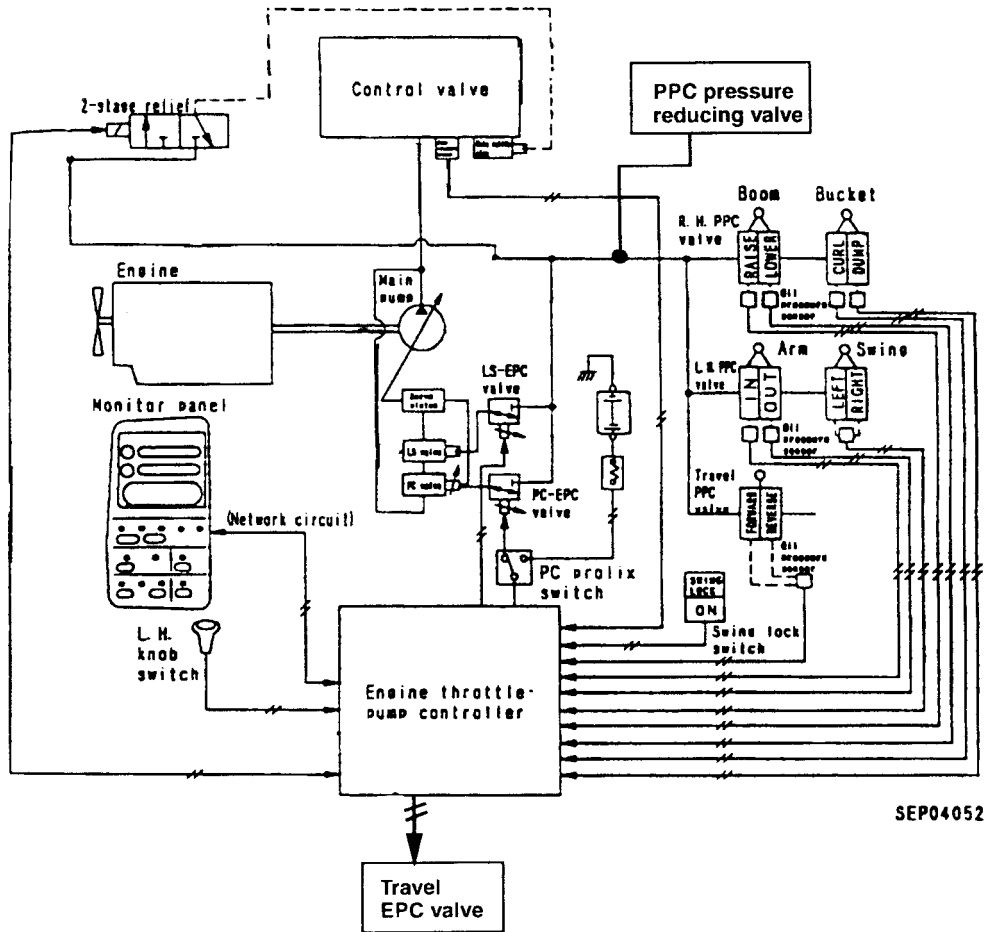 Control valve
PPC pressure
reducing valve
2-stage relief
Boom
Bucket
R. H. PPC
valve
RAISE
LOWER
CURL
DUMP
Oil
pressure
sensor
Engine
Main
pump
LS-EPC
valve
Arm
Swing
L. H. PPC
valve
IN
OUT
LEFT
RIGHT
Oil
pressure
sensor
Monitor panel
Servo
piston
LS valve
PC valve
PC-EPC
valve
Travel
PPC
valve
FORWARD
REVERSE
Oil
pressure
sensor
(Network circuit)
PC prolix
switch
SWING
LOCK
ON
Swing lock
switch
L. H.
knob
switch
Engine throttle-
pump controller
SEP04052
Travel
EPC valve